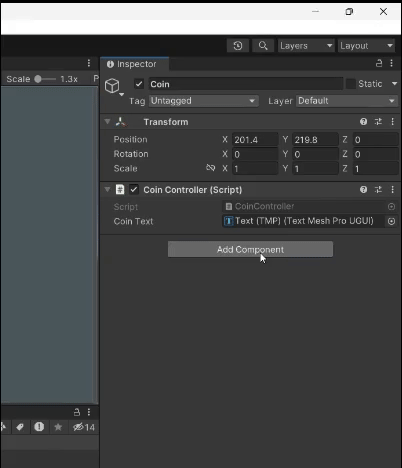 Layers Layout
Inspector
Scale 1.3x P
Coin Static
Tag Untagged Layer Default
Transform
Position X 201.4 Y 219.8 Z 0
Rotation X 0 Y 0 Z 0
Scale X 1 Y 1 Z 1
# Coin Controller (Script)
Script # CoinController
Coin Text T Text (TMP) (Text Mesh Pro UGUI)
Add Component
14